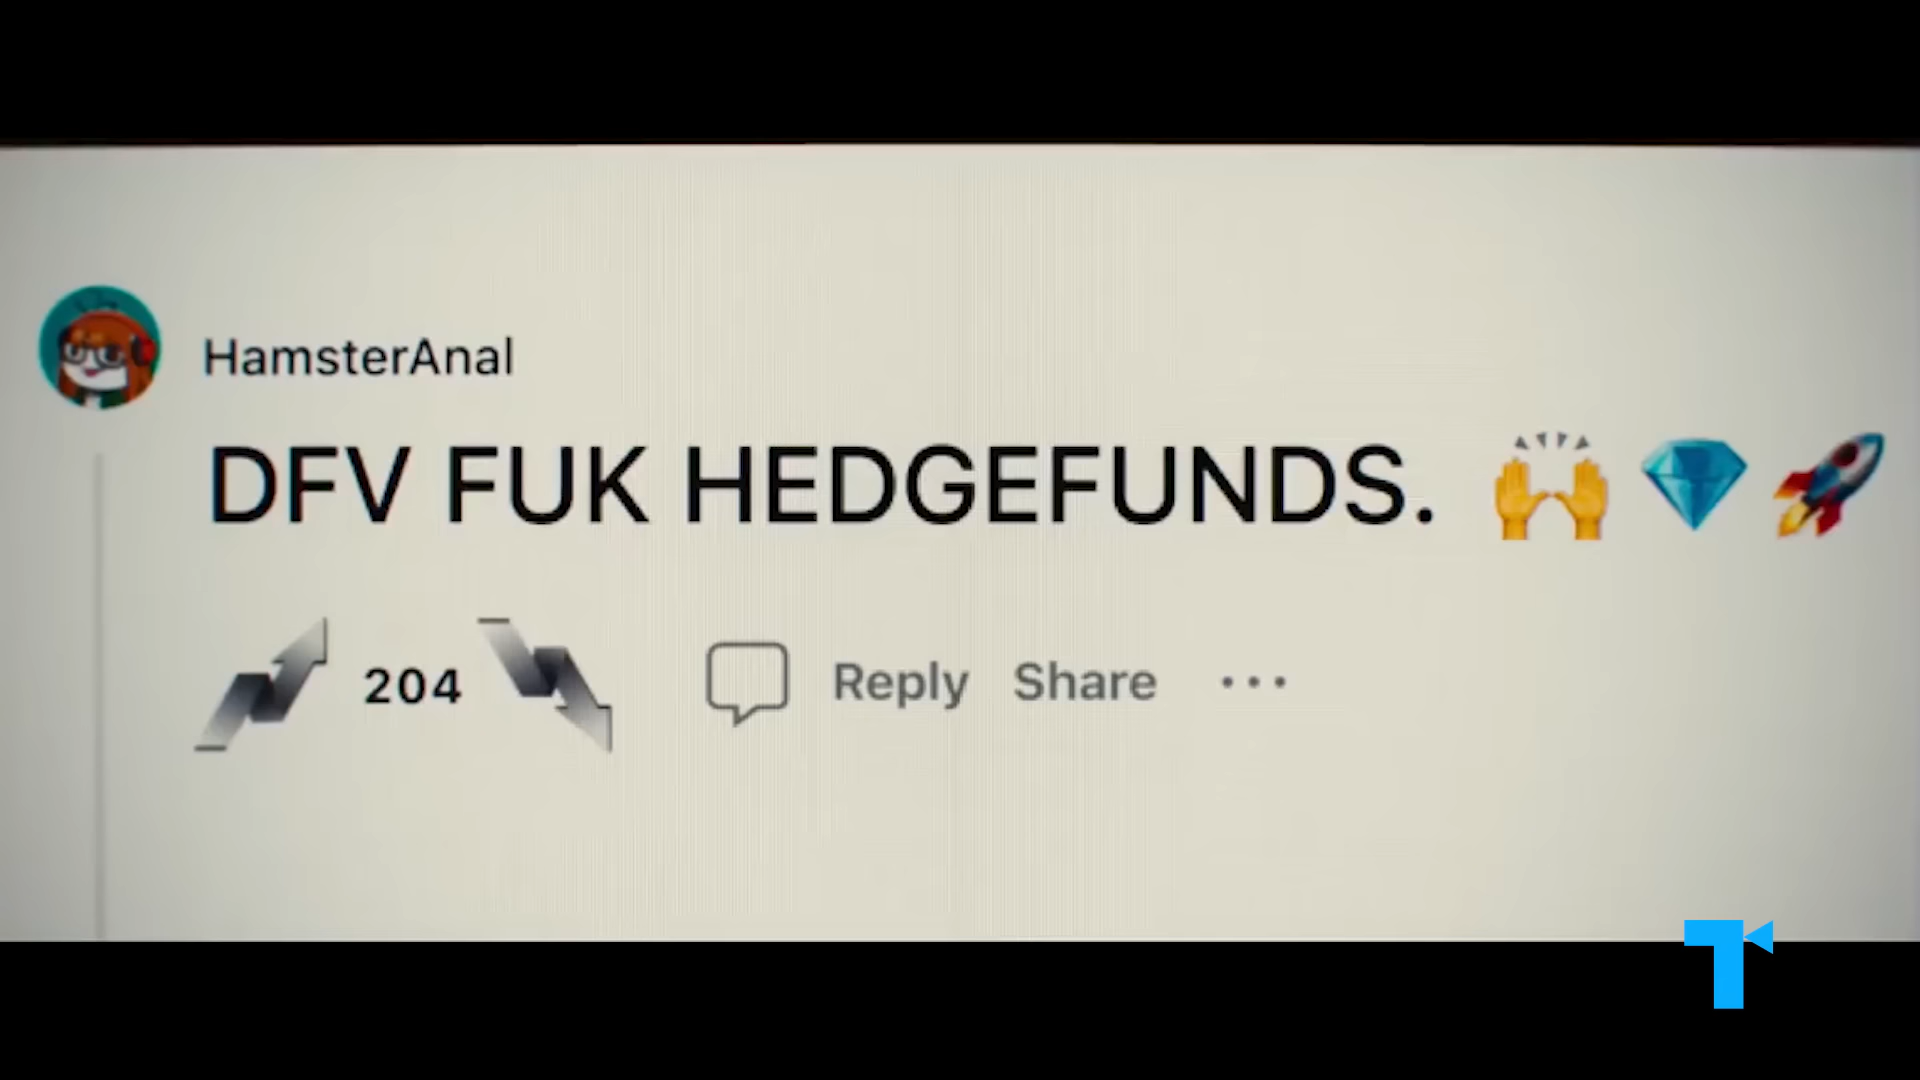 HamsterAnal
DFV FUK HEDGEFUNDS. 🙌 💎 🚀
204 Reply Share ...